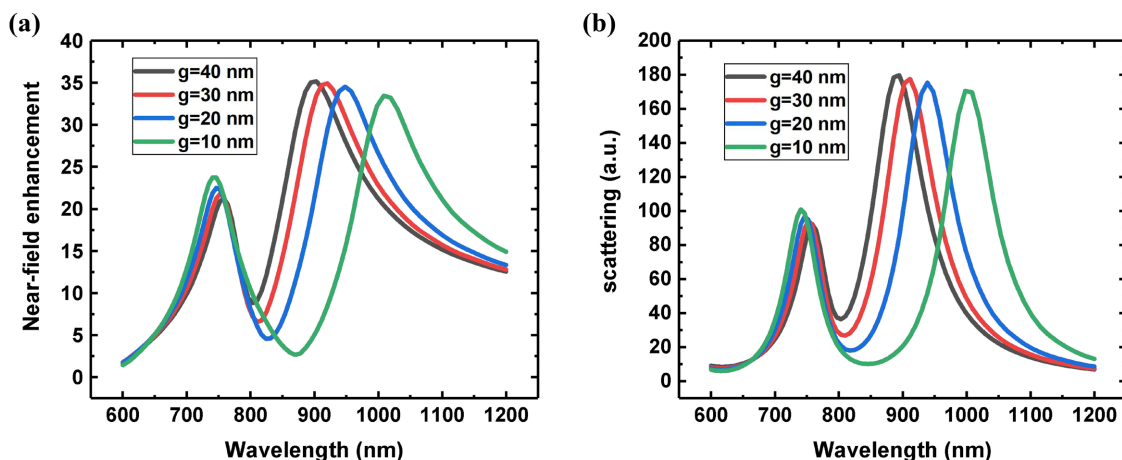 (a)
40
35
30
25
20
15
10
5
0
Near-field enhancement
g=40 nm
g=30 nm
g=20 nm
g=10 nm
600 700 800 900 1000 1100 1200
Wavelength (nm)
(b)
200
180
160
140
120
100
80
60
40
20
0
scattering (a.u.)
g=40 nm
g=30 nm
g=20 nm
g=10 nm
600 700 800 900 1000 1100 1200
Wavelength (nm)